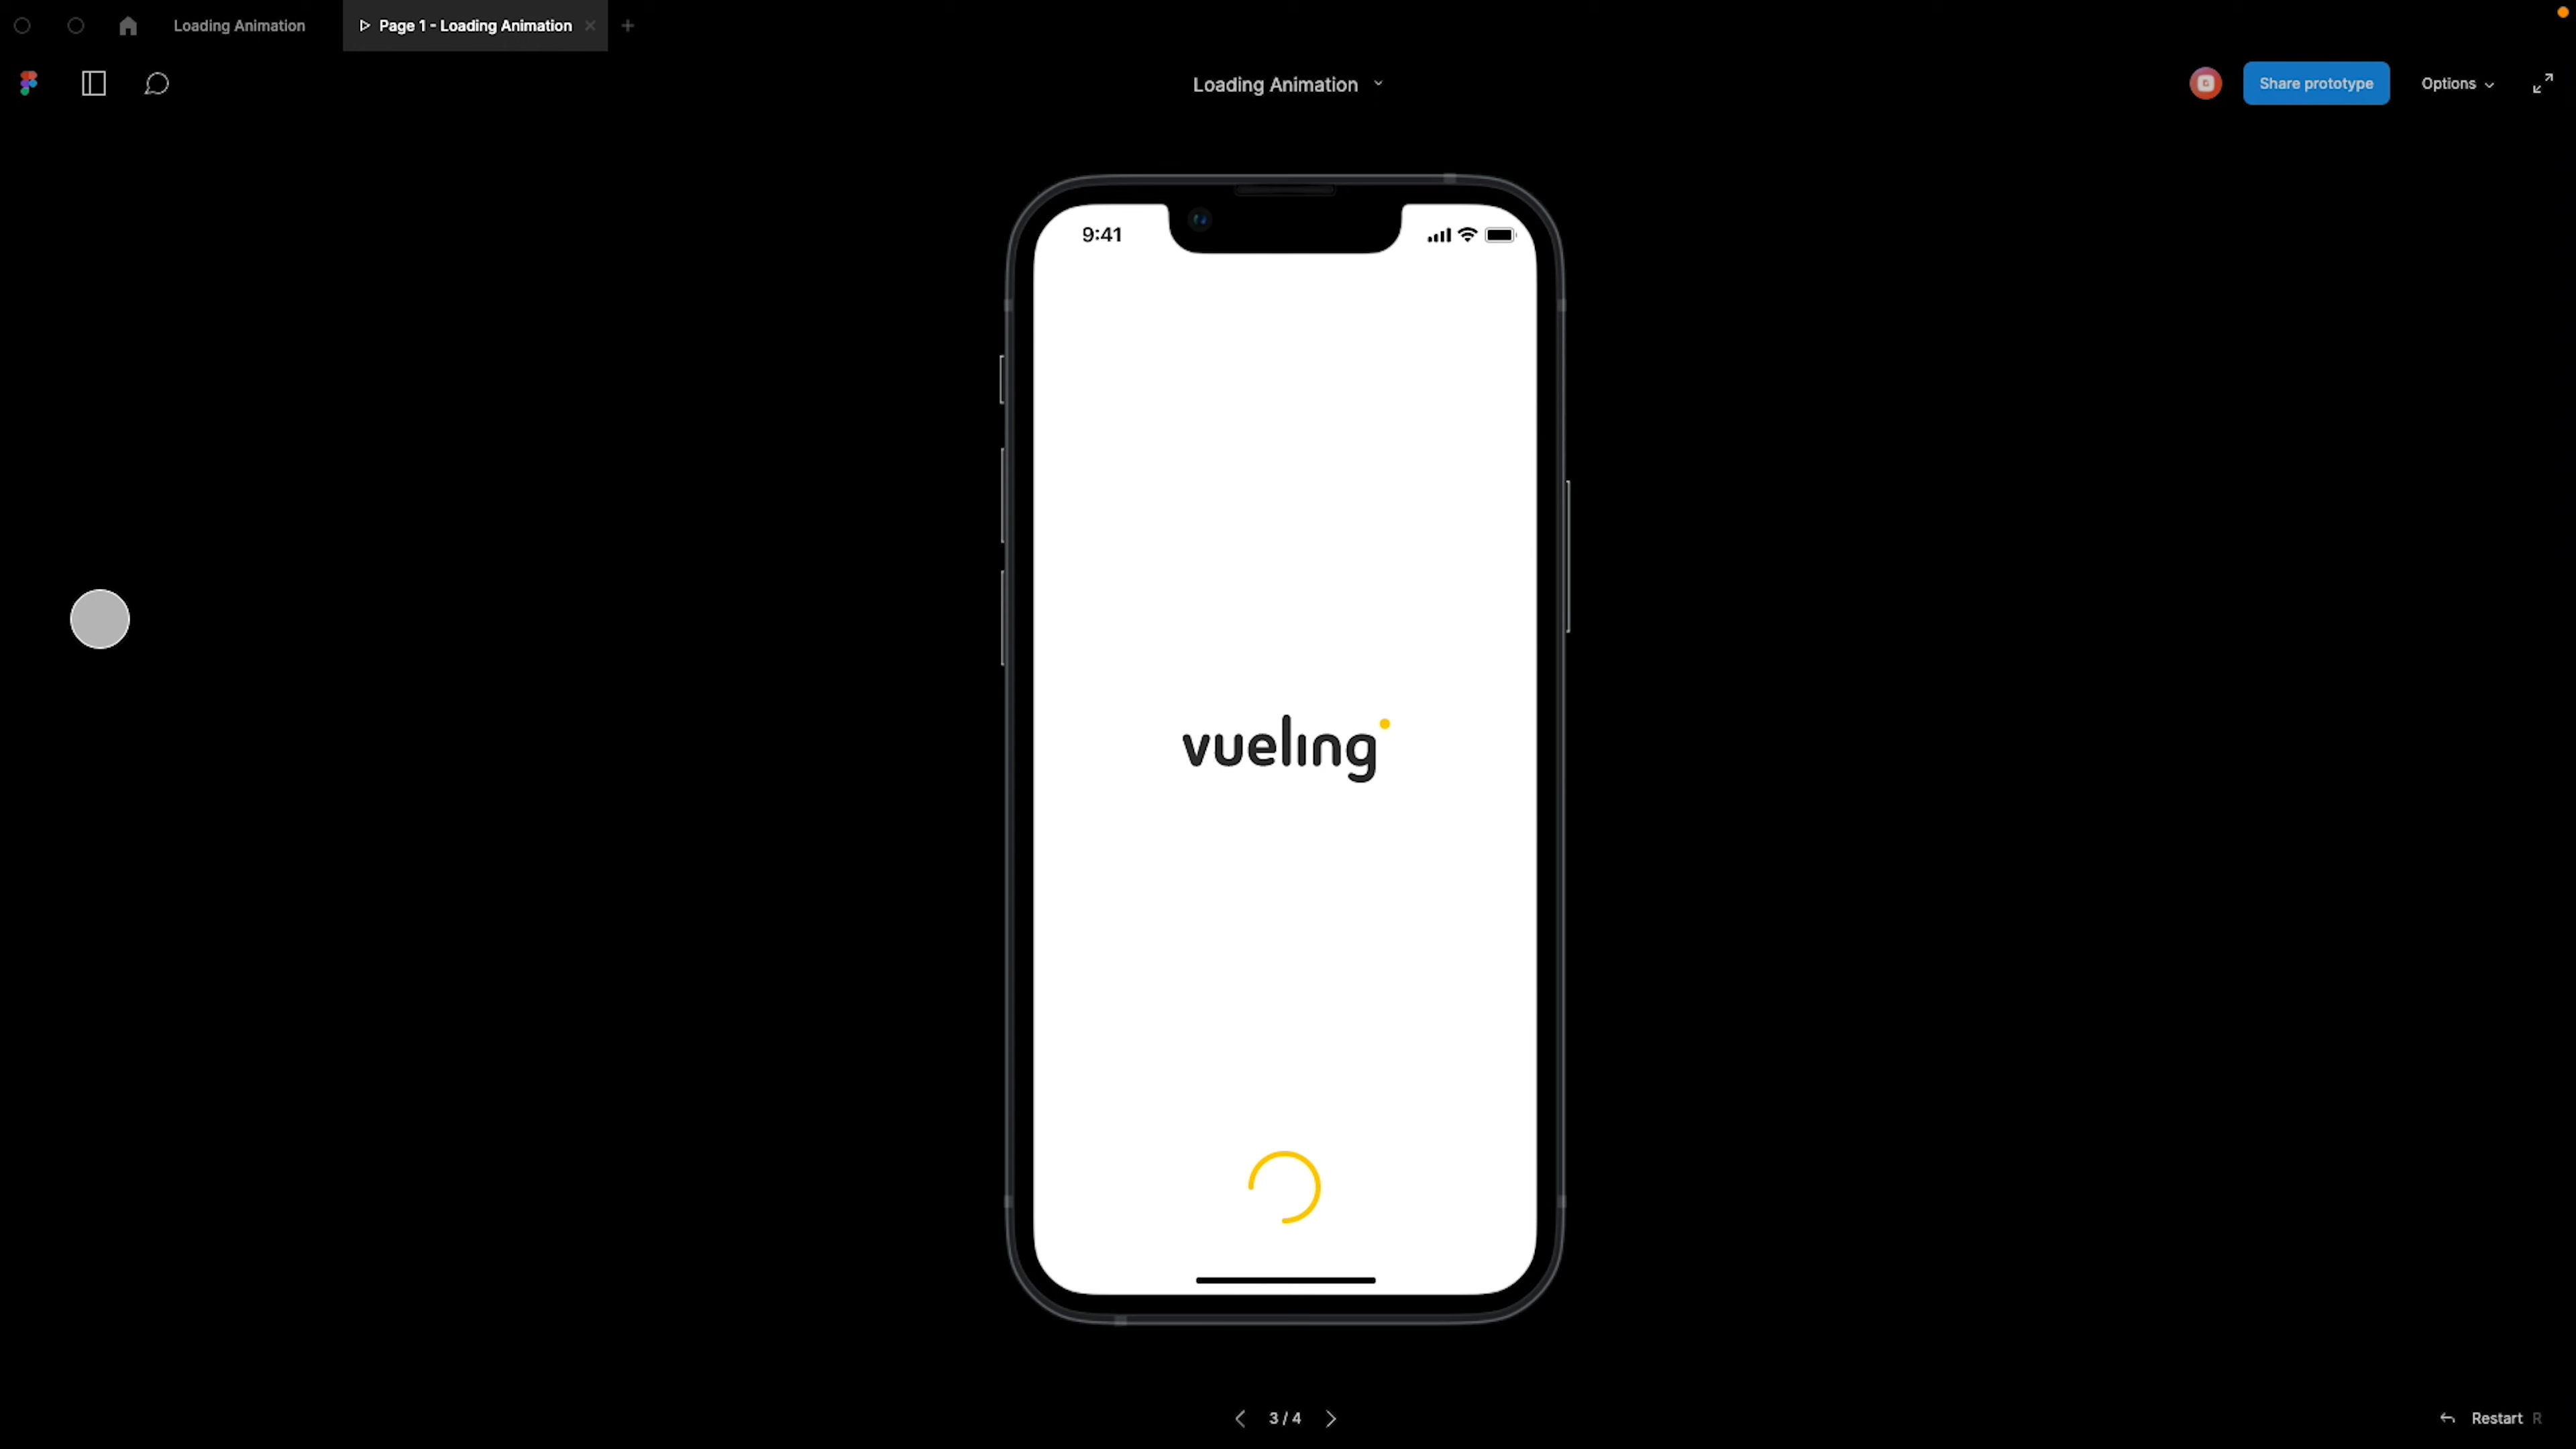 Loading Animation
Page 1 - Loading Animation
Loading Animation
Share prototype
Options
9:41
vueling
3 / 4
Restart R